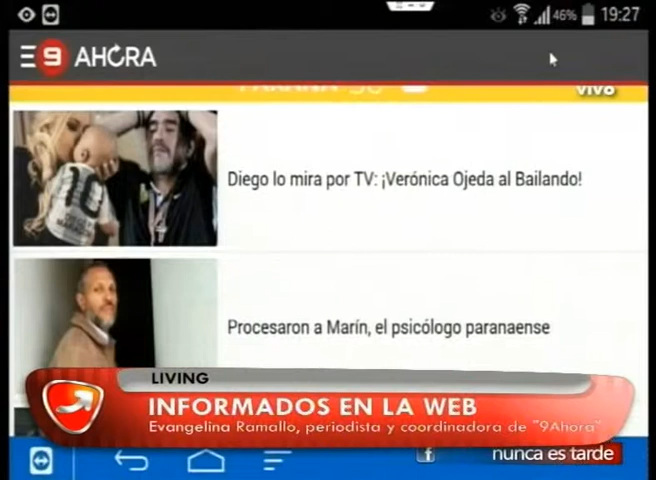 46% 19:27
9 AHORA
VIVO
Diego lo mira por TV: ¡Verónica Ojeda al Bailando!
10
Procesaron a Marín, el psicólogo paranaense
LIVING
INFORMADOS EN LA WEB
Evangelina Ramallo, periodista y coordinadora de "9Ahora"
f nunca es tarde